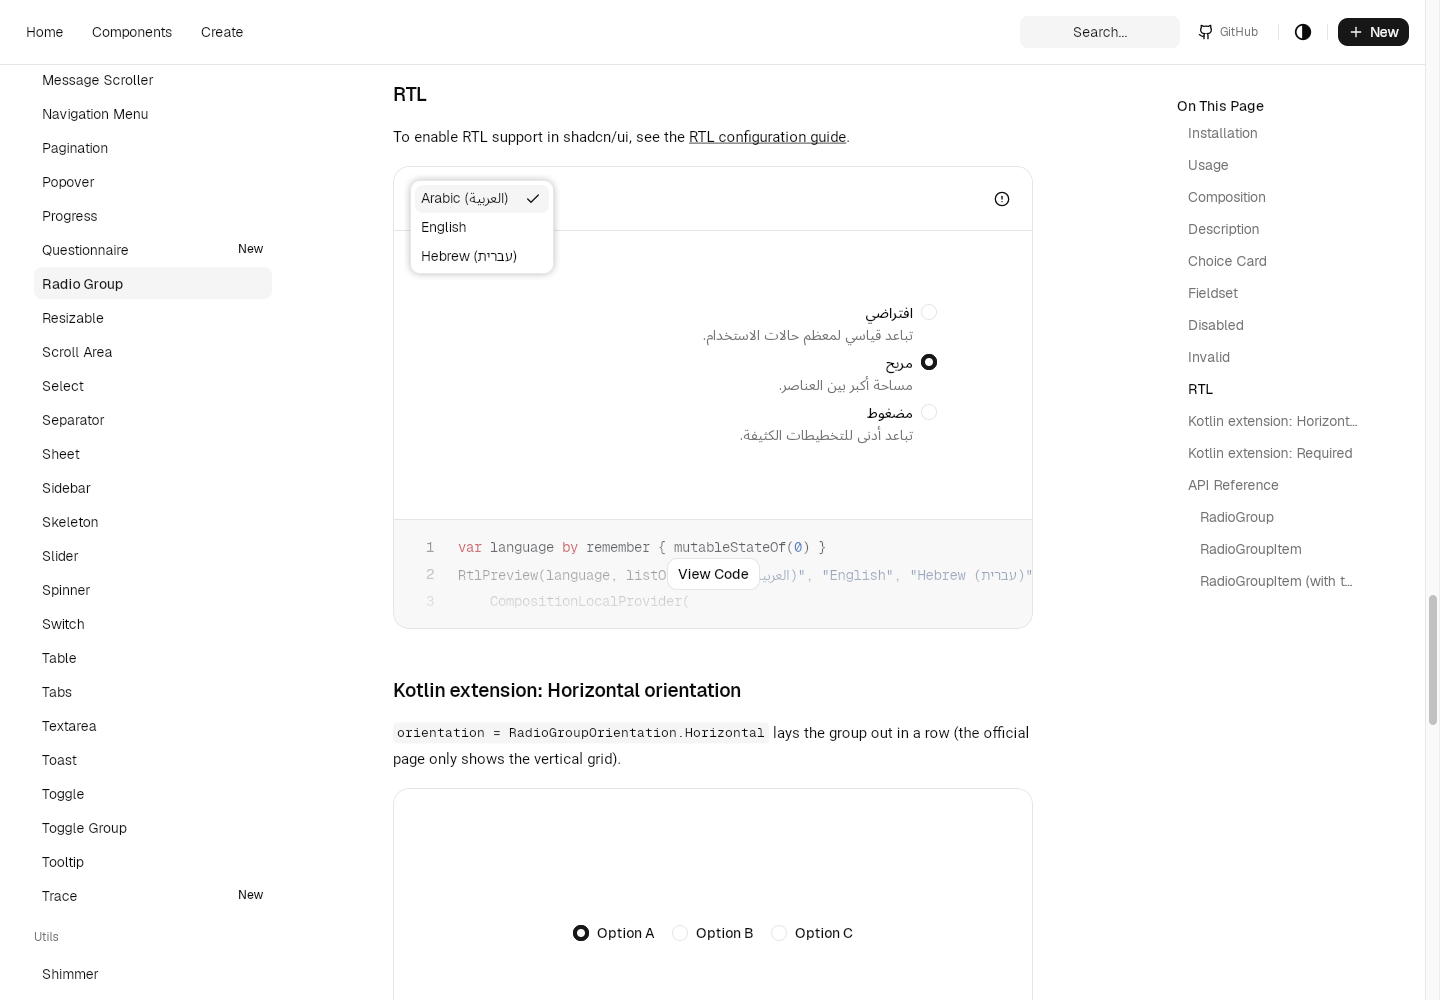 Home
Components
Create
Search...
GitHub
New
Message Scroller
Navigation Menu
Pagination
Popover
Progress
Questionnaire New
Radio Group
Resizable
Scroll Area
Select
Separator
Sheet
Sidebar
Skeleton
Slider
Spinner
Switch
Table
Tabs
Textarea
Toast
Toggle
Toggle Group
Tooltip
Trace New
Utils
Shimmer
RTL
To enable RTL support in shadcn/ui, see the RTL configuration guide.
Arabic (العربية)
English
Hebrew (עברית)
افتراضي
تباعد قياسي لمعظم حالات الاستخدام.
مريح
مساحة أكبر بين العناصر.
مضغوط
تباعد أدنى للتخطيطات الكثيفة.
1 var language by remember { mutableStateOf(0) }
2 RtlPreview(language, )", "English", "Hebrew (עברית)"
View Code
3 CompositionLocalProvider(
Kotlin extension: Horizontal orientation
orientation = RadioGroupOrientation.Horizontal lays the group out in a row (the official
page only shows the vertical grid).
Option A
Option B
Option C
On This Page
Installation
Usage
Composition
Description
Choice Card
Fieldset
Disabled
Invalid
RTL
Kotlin extension: Horizont...
Kotlin extension: Required
API Reference
RadioGroup
RadioGroupItem
RadioGroupItem (with t...